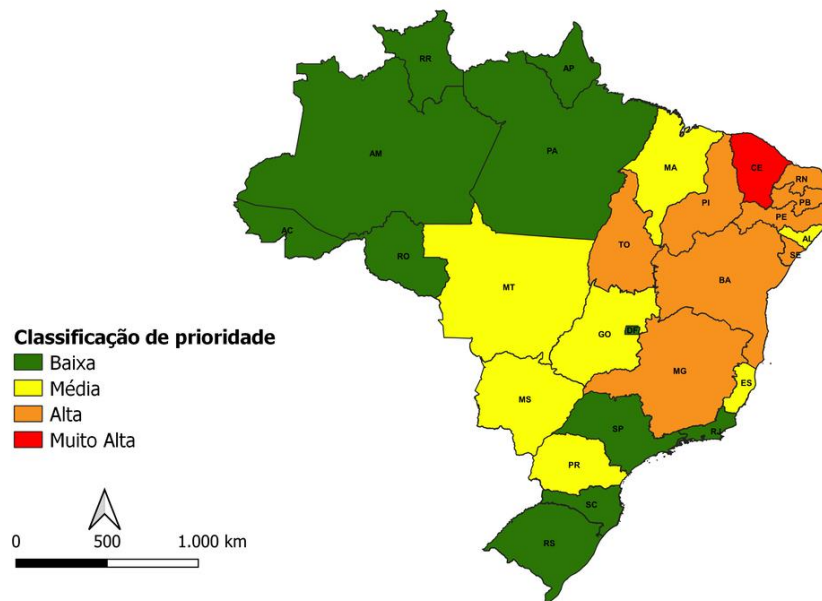 RR
AP
AM
PA
MA
CE
RN
PB
PI
PE
AL
SE
AC
RO
TO
BA
MT
GO
DF
MG
ES
MS
SP
RJ
PR
SC
RS
Classificação de prioridade
Baixa
Média
Alta
Muito Alta
0 500 1.000 km